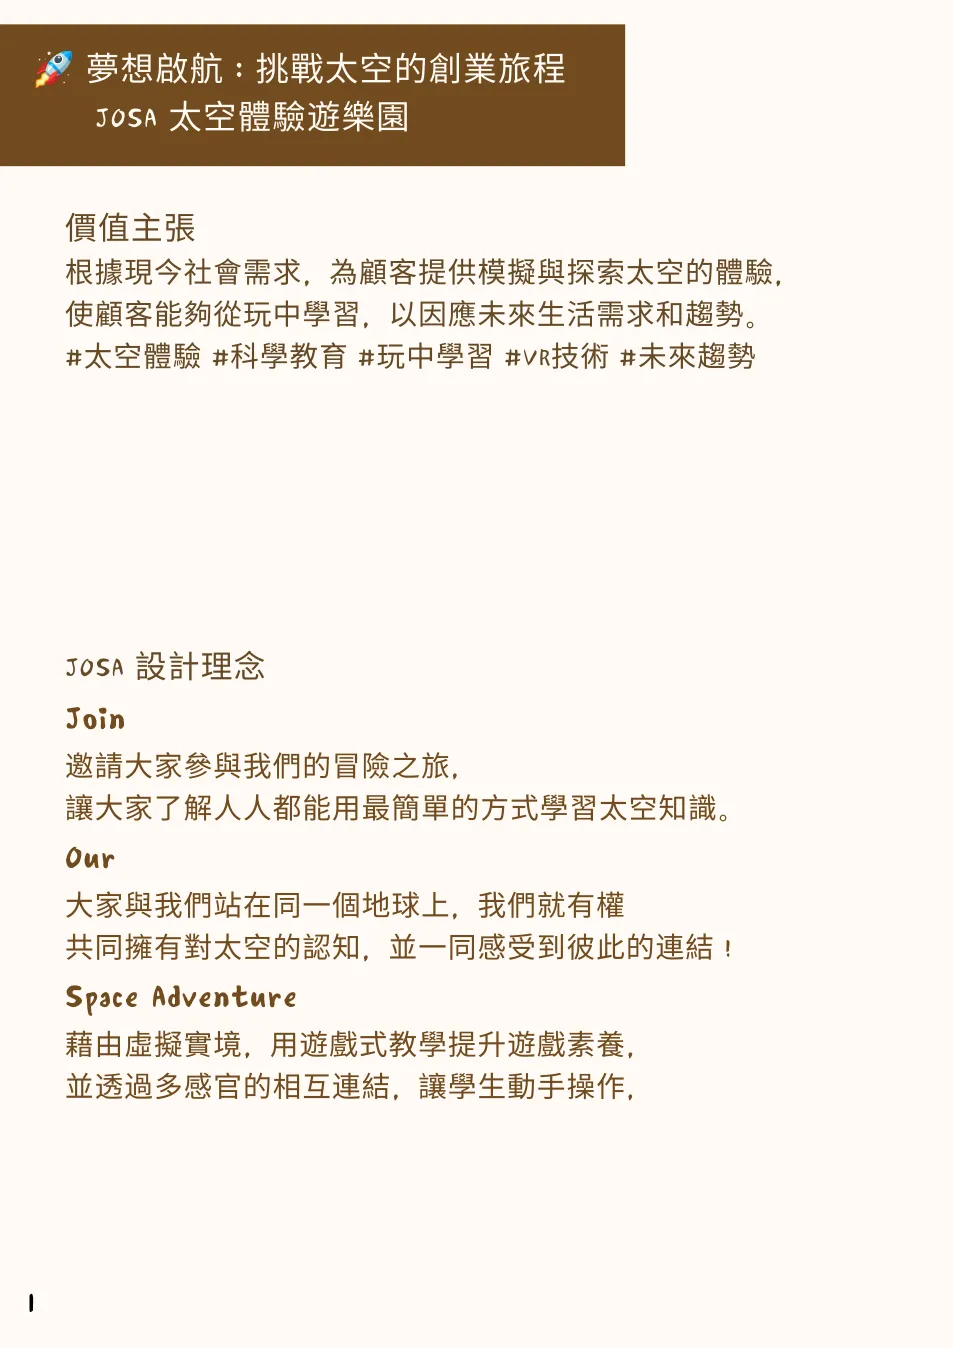 🚀 夢想啟航：挑戰太空的創業旅程
JOSA 太空體驗遊樂園
價值主張
根據現今社會需求，為顧客提供模擬與探索太空的體驗，
使顧客能夠從玩中學習，以因應未來生活需求和趨勢。
#太空體驗 #科學教育 #玩中學習 #VR技術 #未來趨勢
JOSA 設計理念
Join
邀請大家參與我們的冒險之旅，
讓大家了解人人都能用最簡單的方式學習太空知識。
Our
大家與我們站在同一個地球上，我們就有權
共同擁有對太空的認知，並一同感受到彼此的連結！
Space Adventure
藉由虛擬實境，用遊戲式教學提升遊戲素養，
並透過多感官的相互連結，讓學生動手操作，
1